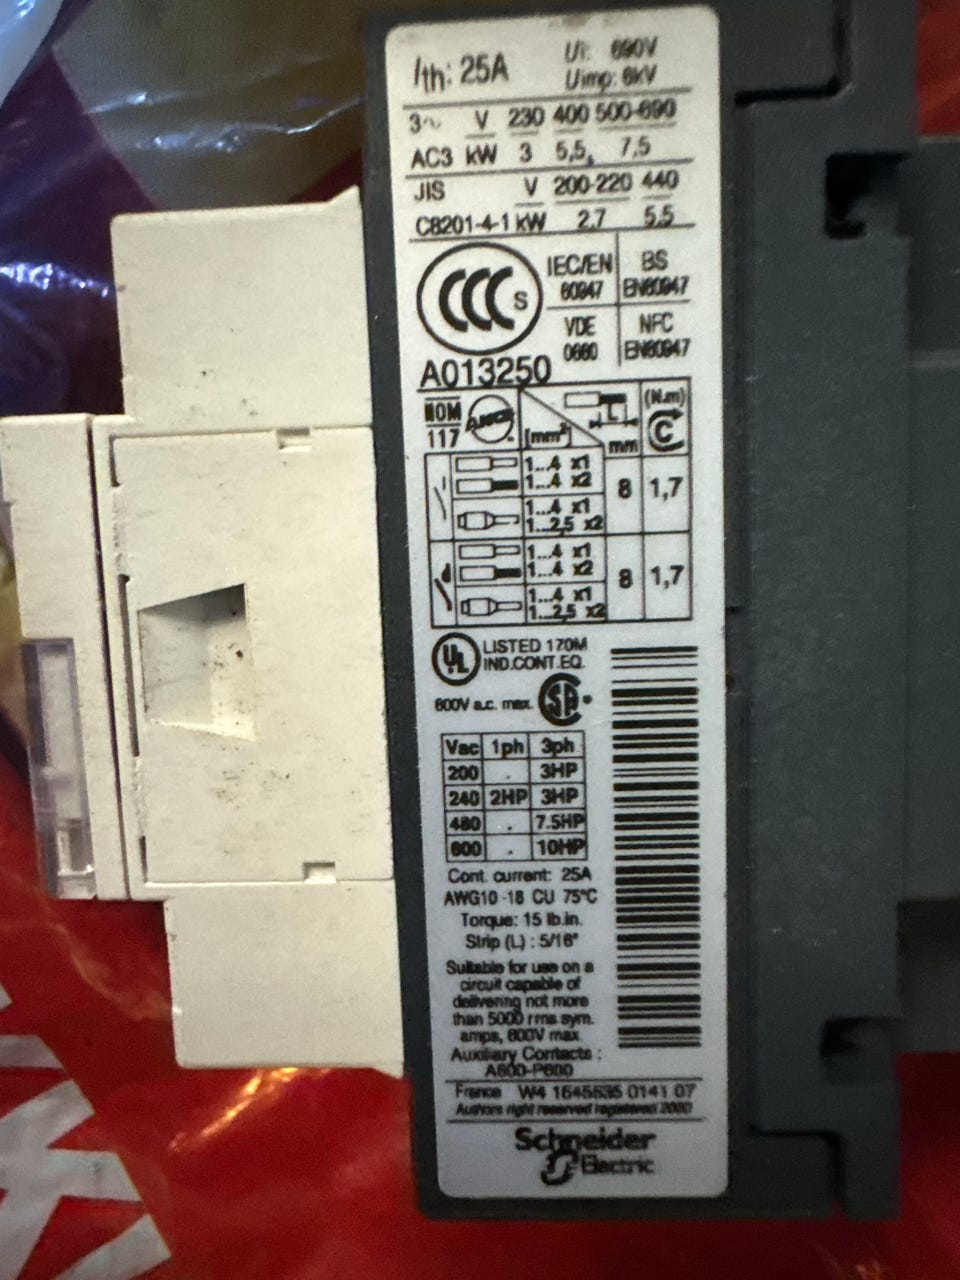 Ith: 25A
Ui: 690V
Uimp: 6kV
3~ V 230 400 500-690
AC3 kW 3 5,5 7,5
JIS V 200-220 440
C8201-4-1 kW 2,7 5,5
CCC S
IEC/EN 60947
BS EN60947
VDE 0660
NFC EN60947
A013250
NOM 117
ANCE
[mm²]
L
mm
(N.m)
C
1...4 x1
1...4 x2
1...4 x1
1...2,5 x2
8 1,7
1...4 x1
1...4 x2
1...4 x1
1...2,5 x2
8 1,7
UL LISTED 170M
IND.CONT.EQ.
600V a.c. max.
SA
Vac 1ph 3ph
200 . 3HP
240 2HP 3HP
480 . 7.5HP
600 . 10HP
Cont. current: 25A
AWG10-18 CU 75°C
Torque: 15 lb.in.
Strip (L) : 5/16"
Suitable for use on a
circuit capable of
delivering not more
than 5000 rms sym.
amps, 600V max
Auxiliary Contacts :
A600-P600
France W4 1545535 0141 07
Authors right reserved registered 2000
Schneider
Electric